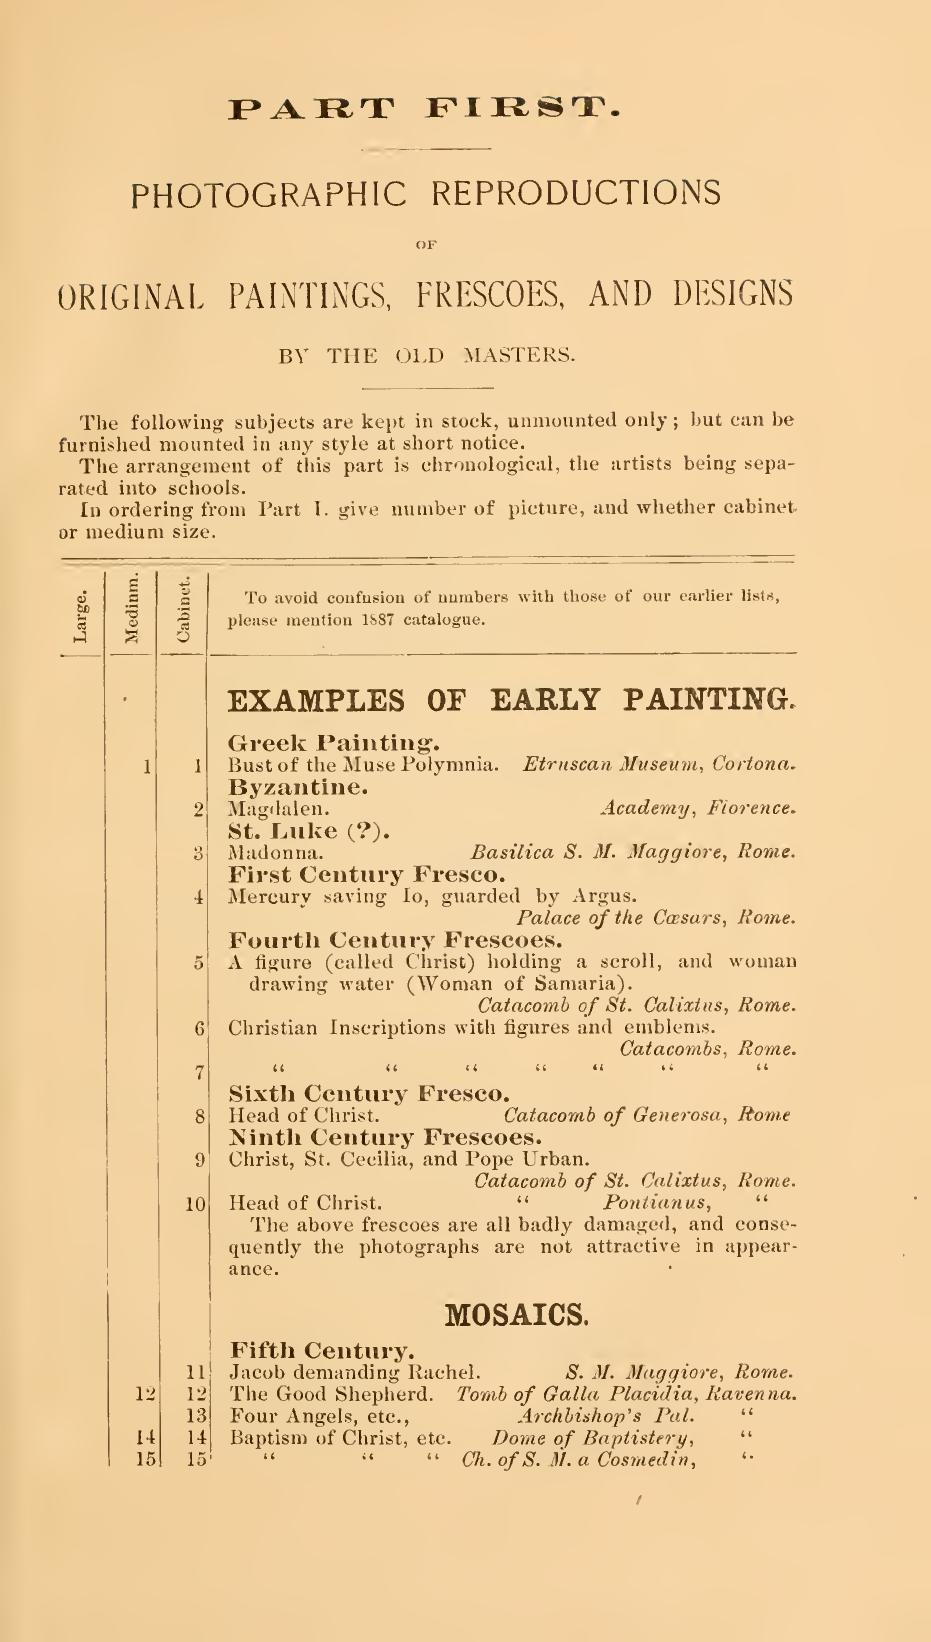 PART FIRST.
PHOTOGRAPHIC REPRODUCTIONS
OF
ORIGINAL PAINTINGS, FRESCOES, AND DESIGNS
BY THE OLD MASTERS.
The following subjects are kept in stock, unmounted only; but can be
furnished mounted in any style at short notice.
The arrangement of this part is chronological, the artists being sepa-
rated into schools.
In ordering from Part I. give number of picture, and whether cabinet
or medium size.
Large. Medium. Cabinet. To avoid confusion of numbers with those of our earlier lists,
please mention 1887 catalogue.
EXAMPLES OF EARLY PAINTING.
Greek Painting.
1 1 Bust of the Muse Polymnia. Etruscan Museum, Cortona.
Byzantine.
2 Magdalen. Academy, Florence.
St. Luke (?).
3 Madonna. Basilica S. M. Maggiore, Rome.
First Century Fresco.
4 Mercury saving Io, guarded by Argus.
Palace of the Cæsars, Rome.
Fourth Century Frescoes.
5 A figure (called Christ) holding a scroll, and woman
drawing water (Woman of Samaria).
Catacomb of St. Calixtus, Rome.
6 Christian Inscriptions with figures and emblems.
Catacombs, Rome.
7 “ “ “ “ “ “ “
Sixth Century Fresco.
8 Head of Christ. Catacomb of Generosa, Rome
Ninth Century Frescoes.
9 Christ, St. Cecilia, and Pope Urban.
Catacomb of St. Calixtus, Rome.
10 Head of Christ. “ Pontianus, “
The above frescoes are all badly damaged, and conse-
quently the photographs are not attractive in appear-
ance.
MOSAICS.
Fifth Century.
11 Jacob demanding Rachel. S. M. Maggiore, Rome.
12 12 The Good Shepherd. Tomb of Galla Placidia, Ravenna.
13 Four Angels, etc., Archbishop's Pal. “
14 14 Baptism of Christ, etc. Dome of Baptistery, “
15 15 “ “ “ Ch. of S. M. a Cosmedin, “